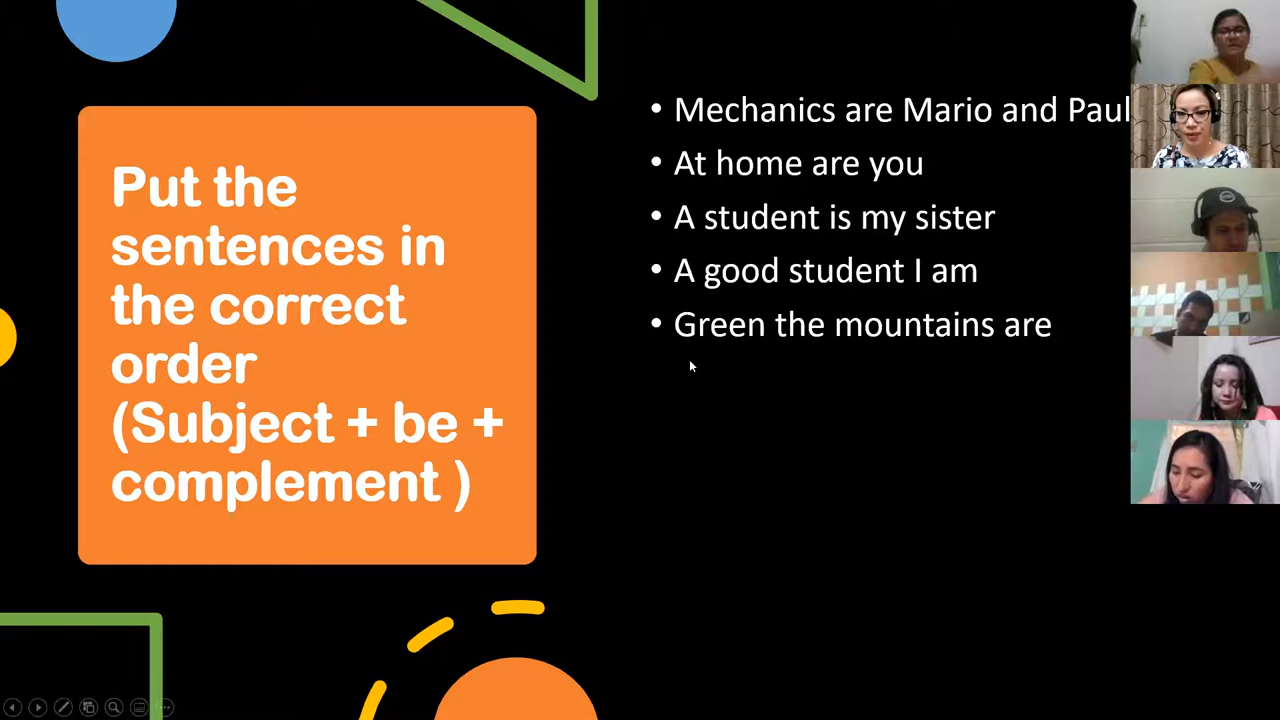 Put the
sentences in
the correct
order
(Subject + be +
complement )
• Mechanics are Mario and Paul
• At home are you
• A student is my sister
• A good student I am
• Green the mountains are